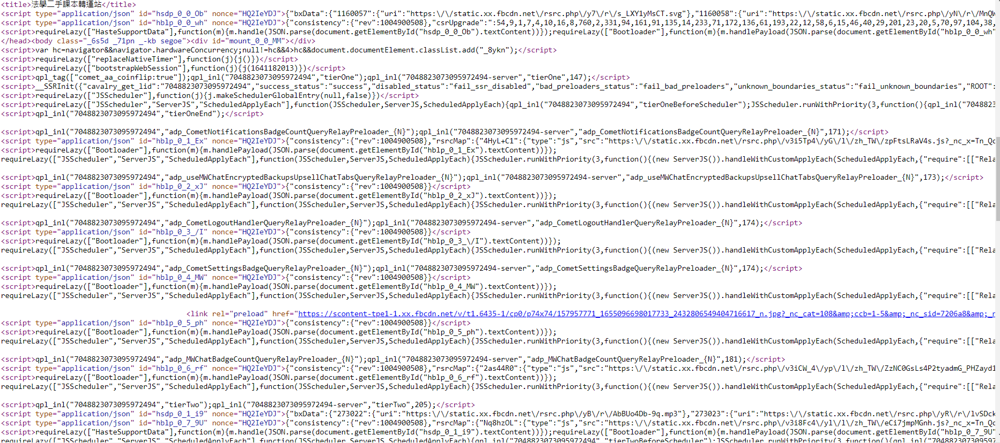 <title>法學二手課本轉運站</title>
<script type="application/json" id="hsdp_0_0_Ob" nonce="HQ2IeYDJ">{"bxData":{"1160057":{"uri":"https:\/\/static.xx.fbcdn.net\/rsrc.php\/y7\/r\/s_LXY1yMsCT.svg"},"1160058":{"uri":"https:\/\/static.xx.fbcdn.net\/rsrc.php\/yN\/r\/MnQW
<script type="application/json" id="hblp_0_0_wh" nonce="HQ2IeYDJ">{"consistency":{"rev":1004900508},"csrUpgrade":":54,9,1,7,4,10,16,8,760,2,331,94,161,91,135,14,233,71,172,136,61,193,22,12,58,6,15,46,40,29,201,23,20,5,70,97,104,38,
<script>requireLazy(["HasteSupportData"],function(m){m.handle(JSON.parse(document.getElementById("hsdp_0_0_Ob").textContent))});requireLazy(["Bootloader"],function(m){m.handlePayload(JSON.parse(document.getElementById("hblp_0_0_wh"
</head><body class="_6s5d _71pn _-kb segoe"><div id="mount_0_0_MM"></div>
<script>var hc=navigator&&navigator.hardwareConcurrency;null!=hc&&4>hc&&document.documentElement.classList.add("_8ykn");</script>
<script>requireLazy(["replaceNativeTimer"],function(j){j()})</script>
<script>requireLazy(["bootstrapWebSession"],function(j){j(1641182013)})</script>
<script>qpl_tag(["comet_aa_coinflip:true"]);qpl_inl("7048823073095972494","tierOne");qpl_inl("7048823073095972494-server","tierOne",147);</script>
<script>__SSRInit({"cavalry_get_lid":"7048823073095972494","success_status":"success","disabled_status":"fail_ssr_disabled","bad_preloaders_status":"fail_bad_preloaders","unknown_boundaries_status":"fail_unknown_boundaries","ROOT":
<script>requireLazy(["JSScheduler"],function(j){j.makeSchedulerGlobalEntry(null,false)})</script>
<script>requireLazy(["JSScheduler","ServerJS","ScheduledApplyEach"],function(JSScheduler,ServerJS,ScheduledApplyEach){qpl_inl("7048823073095972494","tierOneBeforeScheduler");JSScheduler.runWithPriority(3,function(){qpl_inl("7048823
<script>qpl_inl("7048823073095972494","tierOneEnd");</script>
<script>qpl_inl("7048823073095972494","adp_CometNotificationsBadgeCountQueryRelayPreloader_{N}");qpl_inl("7048823073095972494-server","adp_CometNotificationsBadgeCountQueryRelayPreloader_{N}",171);</script>
<script type="application/json" id="hblp_0_1_Ex" nonce="HQ2IeYDJ">{"consistency":{"rev":1004900508},"rsrcMap":{"4HyL+C1":{"type":"js","src":"https:\/\/static.xx.fbcdn.net\/rsrc.php\/v3i5Tp4\/yG\/l\/zh_TW\/zpFtsLRaV4s.js?_nc_x=Tn_Qc
<script>requireLazy(["Bootloader"],function(m){m.handlePayload(JSON.parse(document.getElementById("hblp_0_1_Ex").textContent))});
requireLazy(["JSScheduler","ServerJS","ScheduledApplyEach"],function(JSScheduler,ServerJS,ScheduledApplyEach){JSScheduler.runWithPriority(3,function(){(new ServerJS()).handleWithCustomApplyEach(ScheduledApplyEach,{"require":[["Rela
<script>qpl_inl("7048823073095972494","adp_useMWChatEncryptedBackupsUpsellChatTabsQueryRelayPreloader_{N}");qpl_inl("7048823073095972494-server","adp_useMWChatEncryptedBackupsUpsellChatTabsQueryRelayPreloader_{N}",173);</script>
<script type="application/json" id="hblp_0_2_xJ" nonce="HQ2IeYDJ">{"consistency":{"rev":1004900508}}</script>
<script>requireLazy(["Bootloader"],function(m){m.handlePayload(JSON.parse(document.getElementById("hblp_0_2_xJ").textContent))});
requireLazy(["JSScheduler","ServerJS","ScheduledApplyEach"],function(JSScheduler,ServerJS,ScheduledApplyEach){JSScheduler.runWithPriority(3,function(){(new ServerJS()).handleWithCustomApplyEach(ScheduledApplyEach,{"require":[["Rela
<script>qpl_inl("7048823073095972494","adp_CometLogoutHandlerQueryRelayPreloader_{N}");qpl_inl("7048823073095972494-server","adp_CometLogoutHandlerQueryRelayPreloader_{N}",174);</script>
<script type="application/json" id="hblp_0_3_/I" nonce="HQ2IeYDJ">{"consistency":{"rev":1004900508}}</script>
<script>requireLazy(["Bootloader"],function(m){m.handlePayload(JSON.parse(document.getElementById("hblp_0_3_\/I").textContent))});
requireLazy(["JSScheduler","ServerJS","ScheduledApplyEach"],function(JSScheduler,ServerJS,ScheduledApplyEach){JSScheduler.runWithPriority(3,function(){(new ServerJS()).handleWithCustomApplyEach(ScheduledApplyEach,{"require":[["Rela
<script>qpl_inl("7048823073095972494","adp_CometSettingsBadgeQueryRelayPreloader_{N}");qpl_inl("7048823073095972494-server","adp_CometSettingsBadgeQueryRelayPreloader_{N}",174);</script>
<script type="application/json" id="hblp_0_4_MW" nonce="HQ2IeYDJ">{"consistency":{"rev":1004900508}}</script>
<script>requireLazy(["Bootloader"],function(m){m.handlePayload(JSON.parse(document.getElementById("hblp_0_4_MW").textContent))});
requireLazy(["JSScheduler","ServerJS","ScheduledApplyEach"],function(JSScheduler,ServerJS,ScheduledApplyEach){JSScheduler.runWithPriority(3,function(){(new ServerJS()).handleWithCustomApplyEach(ScheduledApplyEach,{"require":[["Rela
<link rel="preload" href="https://scontent-tpe1-1.xx.fbcdn.net/v/t1.6435-1/cp0/p74x74/157957771_1655096698017733_2432806549404716617_n.jpg?_nc_cat=108&amp;ccb=1-5&amp;_nc_sid=7206a8&amp;_n
<script type="application/json" id="hblp_0_5_ph" nonce="HQ2IeYDJ">{"consistency":{"rev":1004900508}}</script>
<script>requireLazy(["Bootloader"],function(m){m.handlePayload(JSON.parse(document.getElementById("hblp_0_5_ph").textContent))});
requireLazy(["JSScheduler","ServerJS","ScheduledApplyEach"],function(JSScheduler,ServerJS,ScheduledApplyEach){JSScheduler.runWithPriority(3,function(){(new ServerJS()).handleWithCustomApplyEach(ScheduledApplyEach,{"require":[["Rela
<script>qpl_inl("7048823073095972494","adp_MWChatBadgeCountQueryRelayPreloader_{N}");qpl_inl("7048823073095972494-server","adp_MWChatBadgeCountQueryRelayPreloader_{N}",181);</script>
<script type="application/json" id="hblp_0_6_rf" nonce="HQ2IeYDJ">{"consistency":{"rev":1004900508},"rsrcMap":{"2as44R0":{"type":"js","src":"https:\/\/static.xx.fbcdn.net\/rsrc.php\/v3iCW_4\/yp\/l\/zh_TW\/ZzNC0GsLs4P2tyadmG_PHZayd1
<script>requireLazy(["Bootloader"],function(m){m.handlePayload(JSON.parse(document.getElementById("hblp_0_6_rf").textContent))});
requireLazy(["JSScheduler","ServerJS","ScheduledApplyEach"],function(JSScheduler,ServerJS,ScheduledApplyEach){JSScheduler.runWithPriority(3,function(){(new ServerJS()).handleWithCustomApplyEach(ScheduledApplyEach,{"require":[["Rela
<script>qpl_inl("7048823073095972494","tierTwo");qpl_inl("7048823073095972494-server","tierTwo",205);</script>
<script type="application/json" id="hsdp_0_1_i9" nonce="HQ2IeYDJ">{"bxData":{"273022":{"uri":"https:\/\/static.xx.fbcdn.net\/rsrc.php\/yB\/r\/AbBUo4Db-9q.mp3"},"273023":{"uri":"https:\/\/static.xx.fbcdn.net\/rsrc.php\/yR\/r\/lvSDck
<script type="application/json" id="hblp_0_7_9U" nonce="HQ2IeYDJ">{"consistency":{"rev":1004900508},"rsrcMap":{"Nq8hzOL":{"type":"js","src":"https:\/\/static.xx.fbcdn.net\/rsrc.php\/v3i8Fc4\/yl\/l\/zh_TW\/eCi7jmpMGnh.js?_nc_x=Tn_Qc
<script>requireLazy(["HasteSupportData"],function(m){m.handle(JSON.parse(document.getElementById("hsdp_0_1_i9").textContent))});requireLazy(["Bootloader"],function(m){m.handlePayload(JSON.parse(document.getElementById("hblp_0_7_9U"
requireLazy(["JSScheduler","ServerJS","ScheduledApplyEach"],function(JSScheduler,ServerJS,ScheduledApplyEach){qpl_inl("7048823073095972494","tierTwoBeforeScheduler");JSScheduler.runWithPriority(3,function(){qpl_inl("7048823